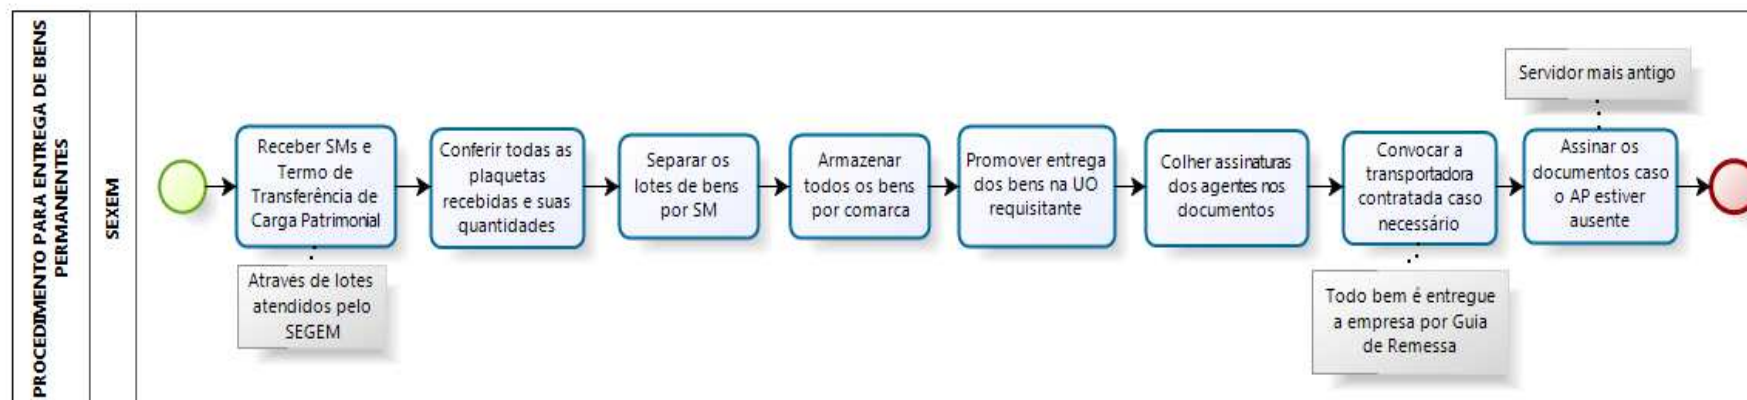 PROCEDIMENTO PARA ENTREGA DE BENS
PERMANENTES
SEXEM
Receber SMs e
Termo de
Transferência de
Carga Patrimonial
Através de lotes
atendidos pelo
SEGEM
Conferir todas as
plaquetas
recebidas e suas
quantidades
Separar os
lotes de bens
por SM
Armazenar
todos os bens
por comarca
Promover entrega
dos bens na UO
requisitante
Colher assinaturas
dos agentes nos
documentos
Convocar a
transportadora
contratada caso
necessário
Todo bem é entregue
a empresa por Guia
de Remessa
Servidor mais antigo
Assinar os
documentos caso
o AP estiver
ausente